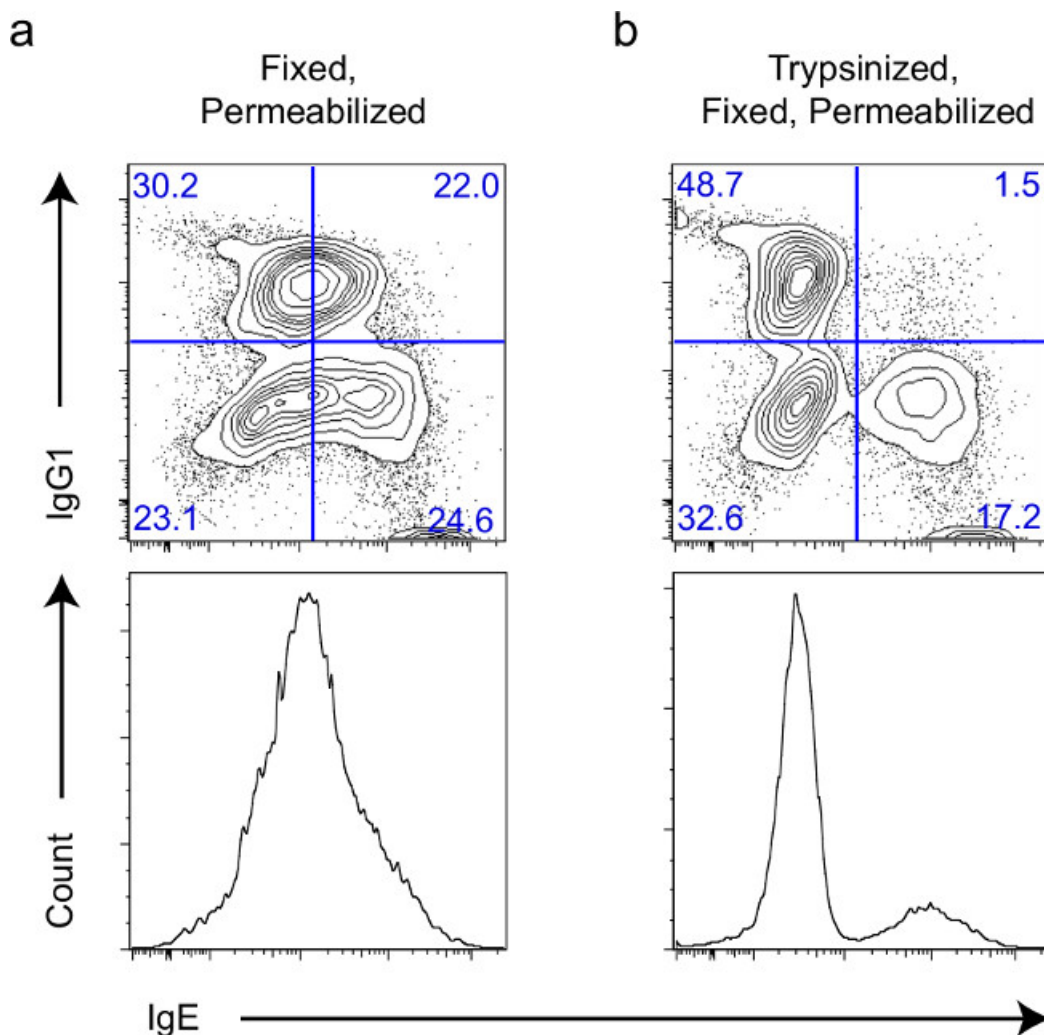 a
b
Fixed,
Permeabilized
Trypsinized,
Fixed, Permeabilized
IgG1
30.2
22.0
23.1
24.6
48.7
1.5
32.6
17.2
Count
IgE